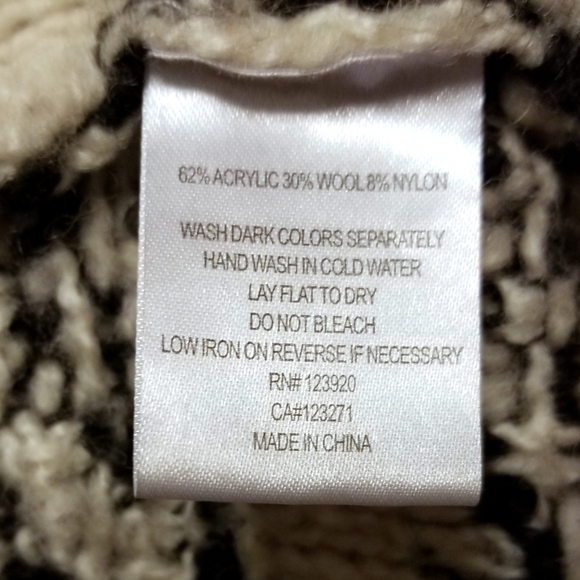 62% ACRYLIC 30% WOOL 8% NYLON
WASH DARK COLORS SEPARATELY
HAND WASH IN COLD WATER
LAY FLAT TO DRY
DO NOT BLEACH
LOW IRON ON REVERSE IF NECESSARY
RN# 123920
CA#123271
MADE IN CHINA